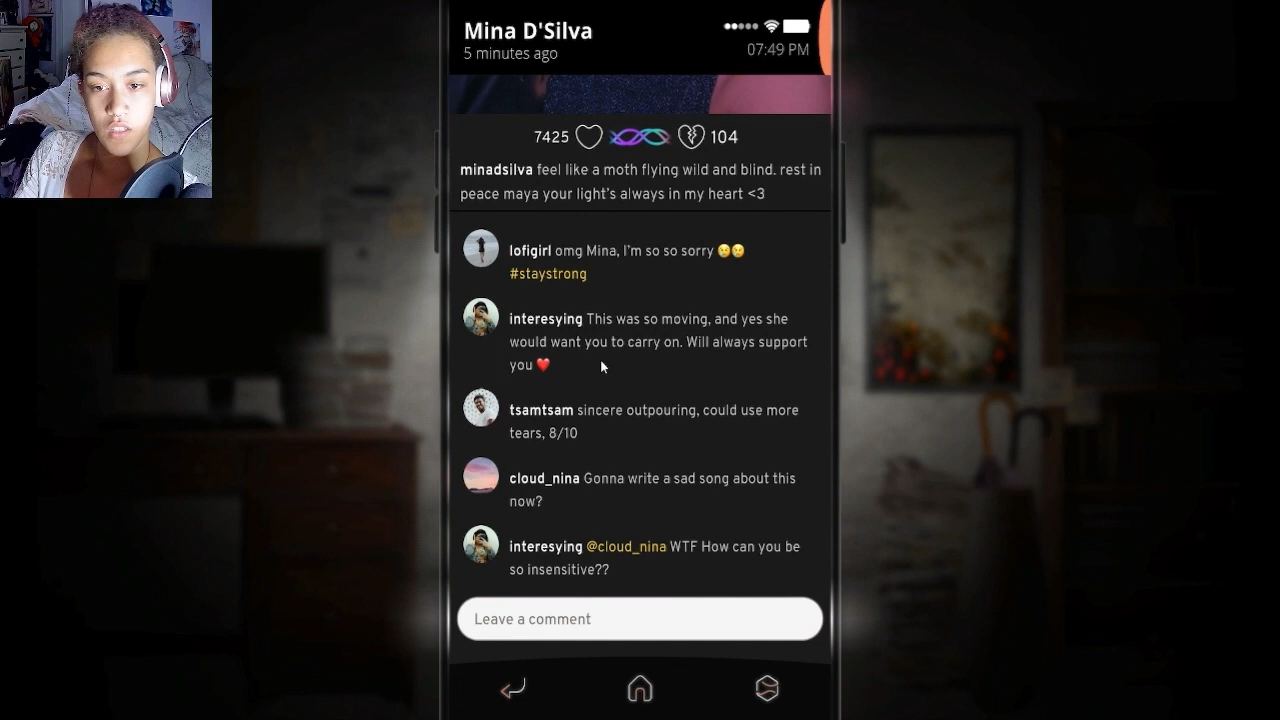 Mina D'Silva
5 minutes ago
07:49 PM
7425
104
minadsilva feel like a moth flying wild and blind. rest in
peace maya your light's always in my heart <3
lofigirl omg Mina, I'm so so sorry 😢😢
#staystrong
interesying This was so moving, and yes she
would want you to carry on. Will always support
you ❤️
tsamtsam sincere outpouring, could use more
tears, 8/10
cloud_nina Gonna write a sad song about this
now?
interesying @cloud_nina WTF How can you be
so insensitive??
Leave a comment